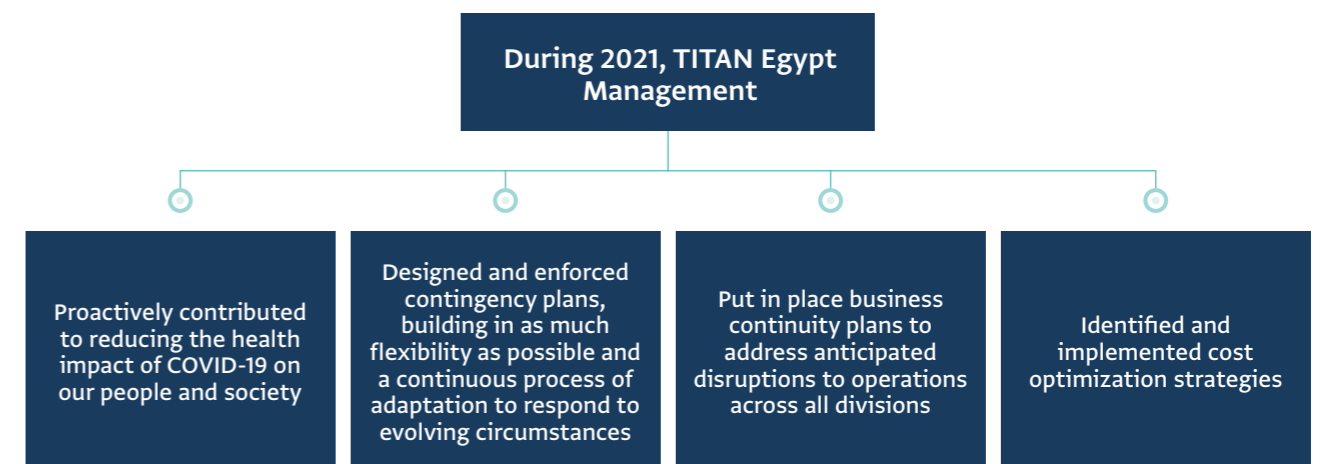 During 2021, TITAN Egypt
Management
Proactively contributed
to reducing the health
impact of COVID-19 on
our people and society
Designed and enforced
contingency plans,
building in as much
flexibility as possible and
a continuous process of
adaptation to respond to
evolving circumstances
Put in place business
continuity plans to
address anticipated
disruptions to operations
across all divisions
Identified and
implemented cost
optimization strategies